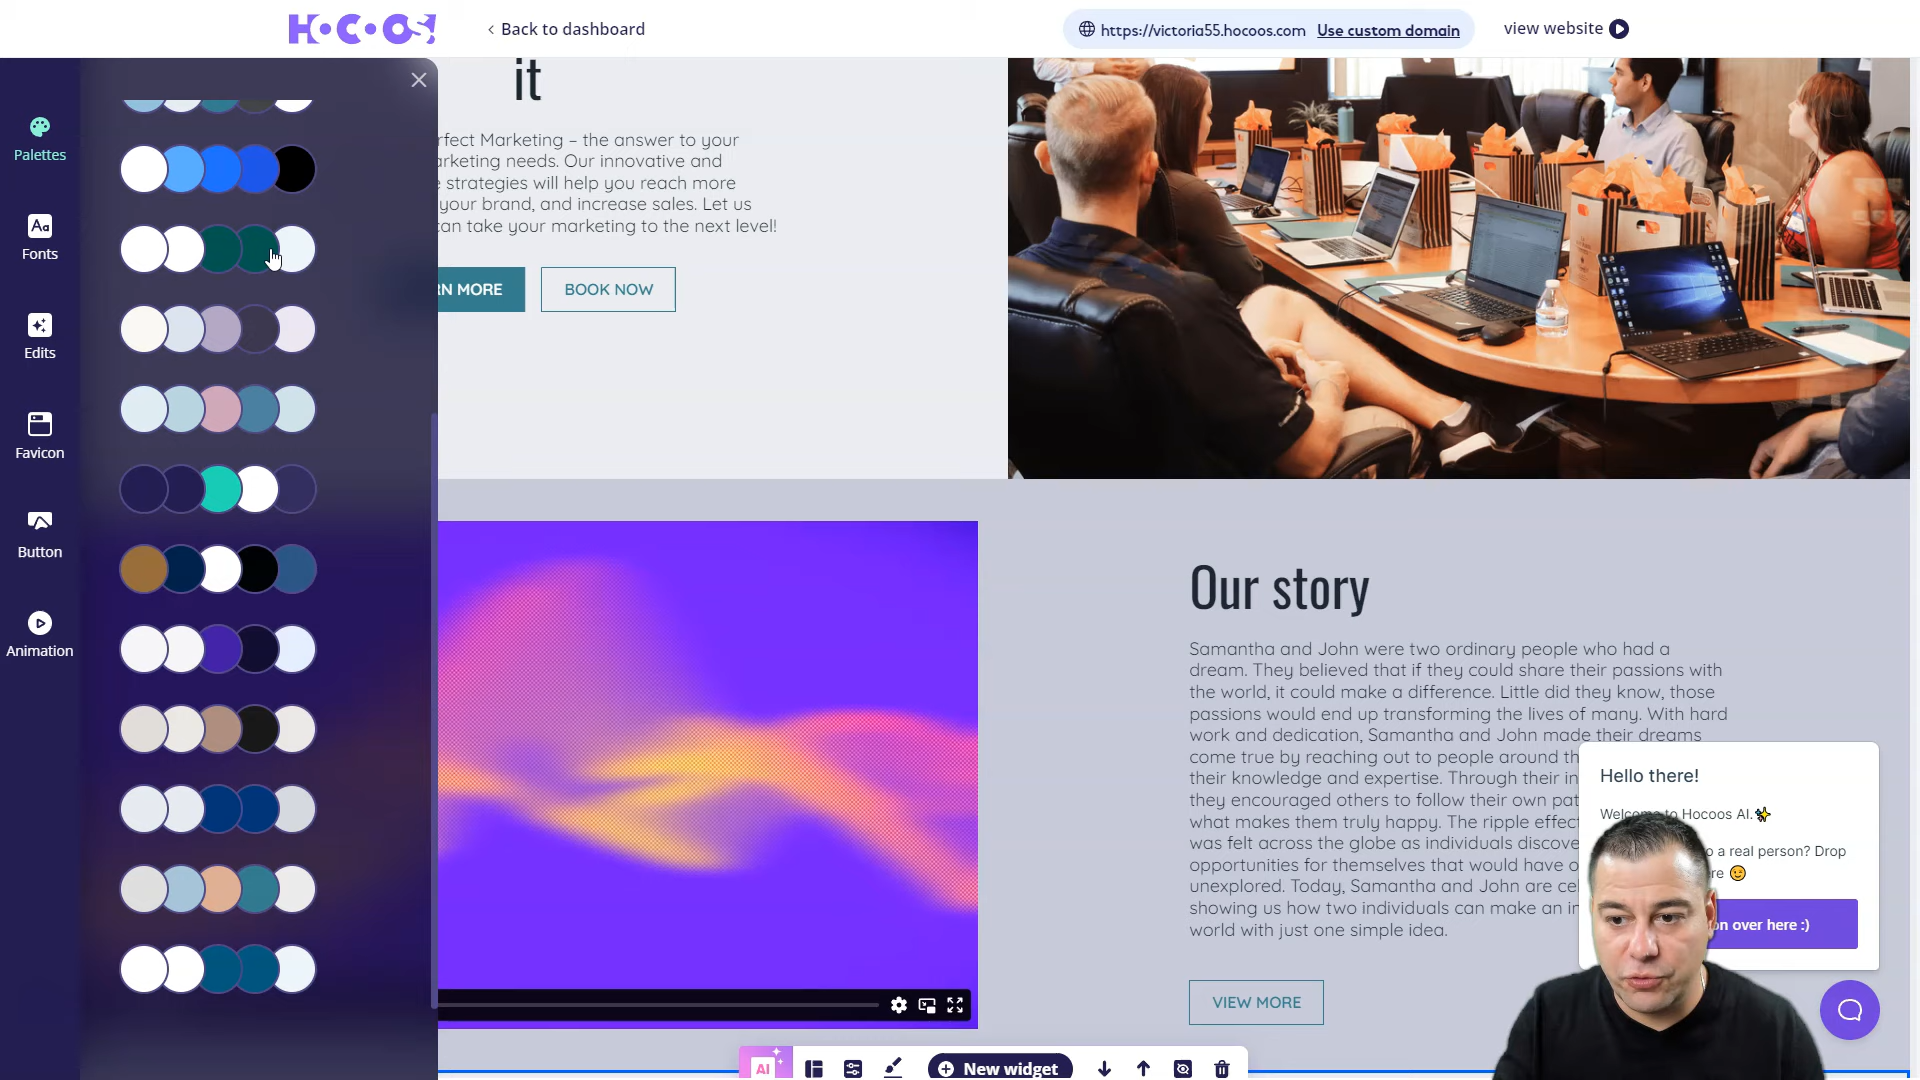 HOCOOS!
Back to dashboard
https://victoria55.hocoos.com Use custom domain
view website
Palettes
Fonts
Edits
Favicon
Button
Animation
it
rfect Marketing – the answer to your
arketing needs. Our innovative and
strategies will help you reach more
your brand, and increase sales. Let us
can take your marketing to the next level!
RN MORE
BOOK NOW
Our story
Samantha and John were two ordinary people who had a
dream. They believed that if they could share their passions with
the world, it could make a difference. Little did they know, those
passions would end up transforming the lives of many. With hard
work and dedication, Samantha and John made their dreams
come true by reaching out to people around th
their knowledge and expertise. Through their in
they encouraged others to follow their own pat
what makes them truly happy. The ripple effect
was felt across the globe as individuals discove
opportunities for themselves that would have
unexplored. Today, Samantha and John are cel
showing us how two individuals can make an in
world with just one simple idea.
VIEW MORE
Hello there!
Welcome to Hocoos AI.✨
o a real person? Drop
re 😉
on over here :)
AI
New widget